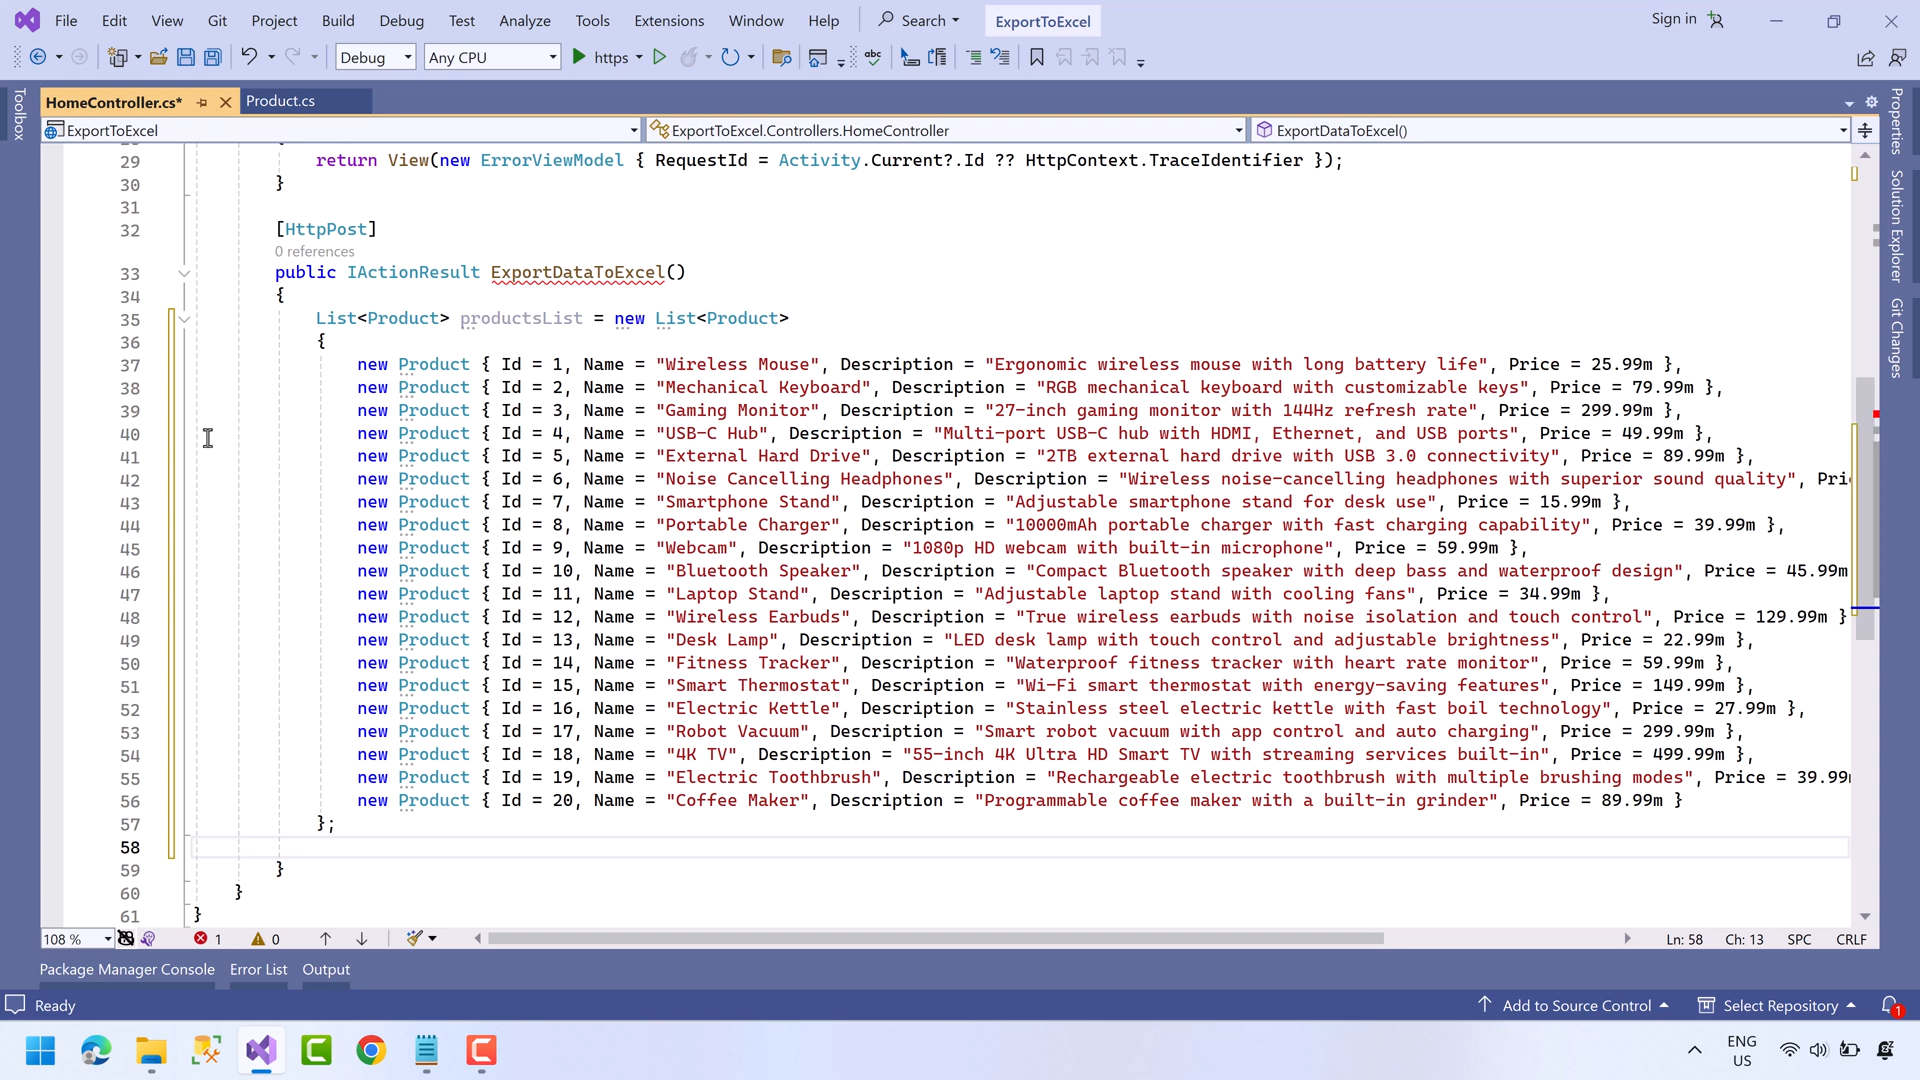 File Edit View Git Project Build Debug Test Analyze Tools Extensions Window Help Search ExportToExcel Sign in
Debug Any CPU https abc
Toolbox
HomeController.cs* Product.cs
ExportToExcel ExportToExcel.Controllers.HomeController ExportDataToExcel()
29 return View(new ErrorViewModel { RequestId = Activity.Current?.Id ?? HttpContext.TraceIdentifier });
30 }
31
32 [HttpPost]
0 references
33 public IActionResult ExportDataToExcel()
34 {
35 List<Product> productsList = new List<Product>
36 {
37 new Product { Id = 1, Name = "Wireless Mouse", Description = "Ergonomic wireless mouse with long battery life", Price = 25.99m },
38 new Product { Id = 2, Name = "Mechanical Keyboard", Description = "RGB mechanical keyboard with customizable keys", Price = 79.99m },
39 new Product { Id = 3, Name = "Gaming Monitor", Description = "27-inch gaming monitor with 144Hz refresh rate", Price = 299.99m },
40 new Product { Id = 4, Name = "USB-C Hub", Description = "Multi-port USB-C hub with HDMI, Ethernet, and USB ports", Price = 49.99m },
41 new Product { Id = 5, Name = "External Hard Drive", Description = "2TB external hard drive with USB 3.0 connectivity", Price = 89.99m },
42 new Product { Id = 6, Name = "Noise Cancelling Headphones", Description = "Wireless noise-cancelling headphones with superior sound quality", Pri
43 new Product { Id = 7, Name = "Smartphone Stand", Description = "Adjustable smartphone stand for desk use", Price = 15.99m },
44 new Product { Id = 8, Name = "Portable Charger", Description = "10000mAh portable charger with fast charging capability", Price = 39.99m },
45 new Product { Id = 9, Name = "Webcam", Description = "1080p HD webcam with built-in microphone", Price = 59.99m },
46 new Product { Id = 10, Name = "Bluetooth Speaker", Description = "Compact Bluetooth speaker with deep bass and waterproof design", Price = 45.99m
47 new Product { Id = 11, Name = "Laptop Stand", Description = "Adjustable laptop stand with cooling fans", Price = 34.99m },
48 new Product { Id = 12, Name = "Wireless Earbuds", Description = "True wireless earbuds with noise isolation and touch control", Price = 129.99m }
49 new Product { Id = 13, Name = "Desk Lamp", Description = "LED desk lamp with touch control and adjustable brightness", Price = 22.99m },
50 new Product { Id = 14, Name = "Fitness Tracker", Description = "Waterproof fitness tracker with heart rate monitor", Price = 59.99m },
51 new Product { Id = 15, Name = "Smart Thermostat", Description = "Wi-Fi smart thermostat with energy-saving features", Price = 149.99m },
52 new Product { Id = 16, Name = "Electric Kettle", Description = "Stainless steel electric kettle with fast boil technology", Price = 27.99m },
53 new Product { Id = 17, Name = "Robot Vacuum", Description = "Smart robot vacuum with app control and auto charging", Price = 299.99m },
54 new Product { Id = 18, Name = "4K TV", Description = "55-inch 4K Ultra HD Smart TV with streaming services built-in", Price = 499.99m },
55 new Product { Id = 19, Name = "Electric Toothbrush", Description = "Rechargeable electric toothbrush with multiple brushing modes", Price = 39.99
56 new Product { Id = 20, Name = "Coffee Maker", Description = "Programmable coffee maker with a built-in grinder", Price = 89.99m }
57 };
58
59 }
60 }
61 }
Properties
Solution Explorer
Git Changes
108 % 1 0 Ln: 58 Ch: 13 SPC CRLF
Package Manager Console Error List Output
Ready Add to Source Control Select Repository 1
ENG
US